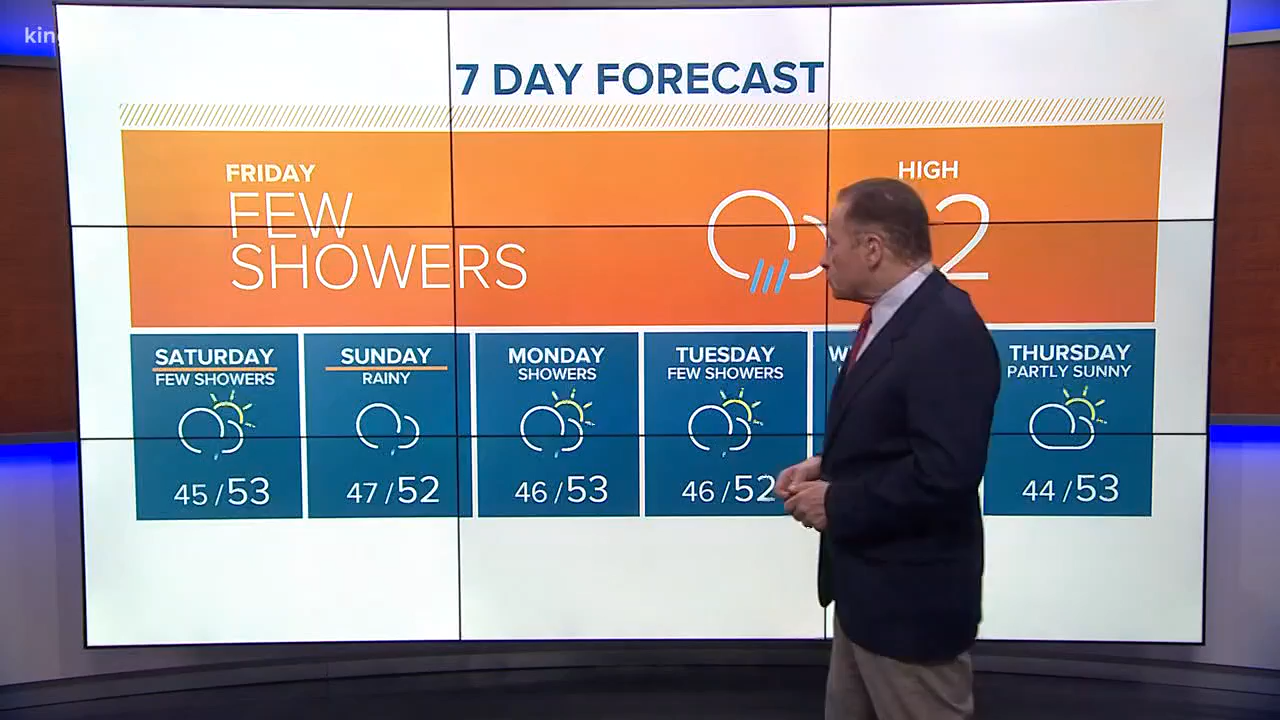 7 DAY FORECAST
FRIDAY
FEW
SHOWERS
HIGH
SATURDAY
FEW SHOWERS
45 / 53
SUNDAY
RAINY
47 / 52
MONDAY
SHOWERS
46 / 53
TUESDAY
FEW SHOWERS
46 / 52
THURSDAY
PARTLY SUNNY
44 / 53